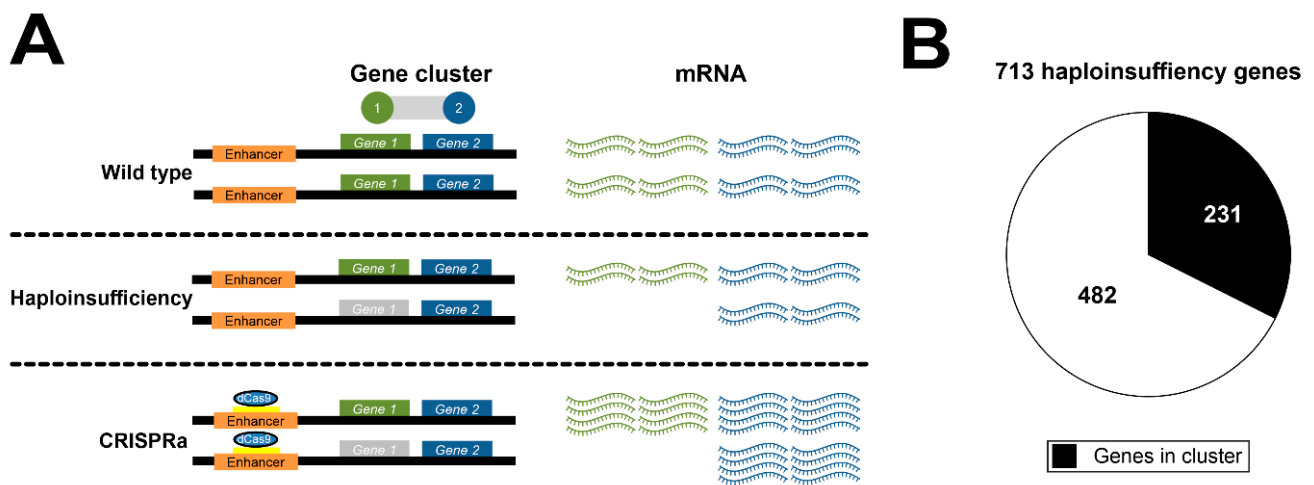 A
Gene cluster
mRNA
1
2
Wild type
Enhancer
Gene 1
Gene 2
Enhancer
Gene 1
Gene 2
Haploinsufficiency
Enhancer
Gene 1
Gene 2
Enhancer
Gene 1
Gene 2
CRISPRa
dCas9
Enhancer
Gene 1
Gene 2
dCas9
Enhancer
Gene 1
Gene 2
B
713 haploinsuffiency genes
231
482
Genes in cluster